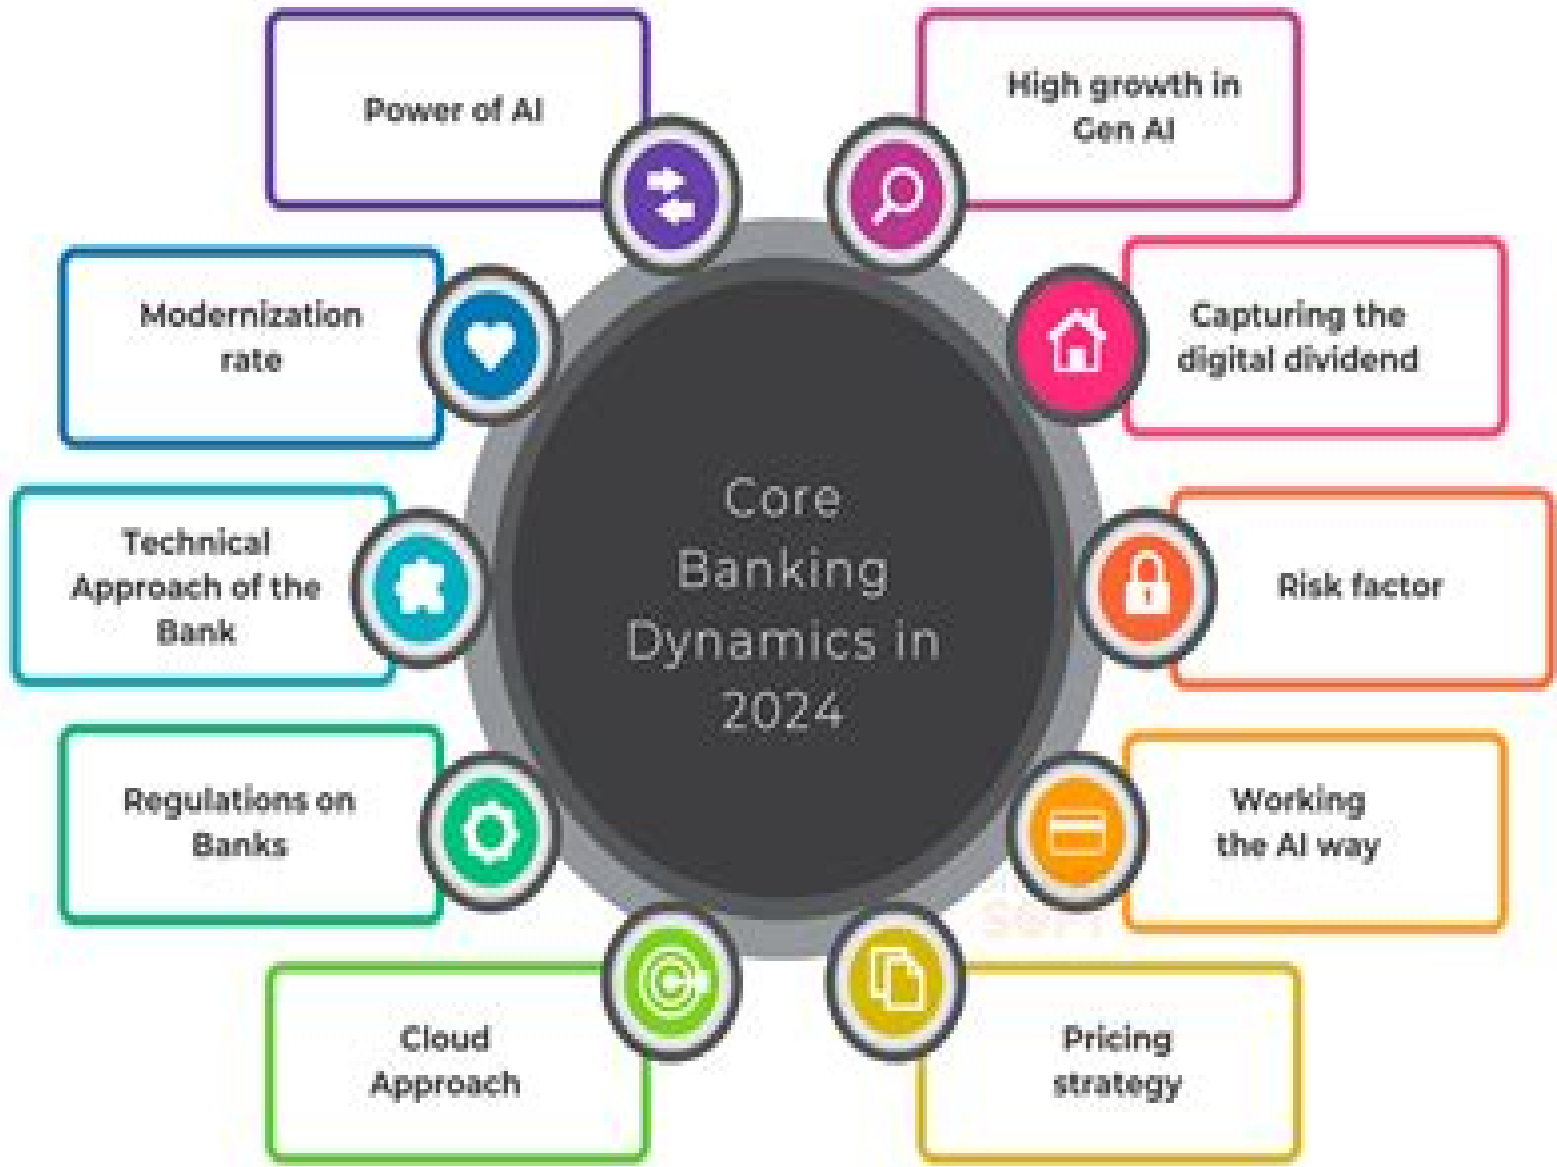 Power of AI
High growth in
Gen AI
Modernization
rate
Capturing the
digital dividend
Technical
Approach of the
Bank
Core
Banking
Dynamics in
2024
Risk factor
Regulations on
Banks
Working
the AI way
Cloud
Approach
Pricing
strategy